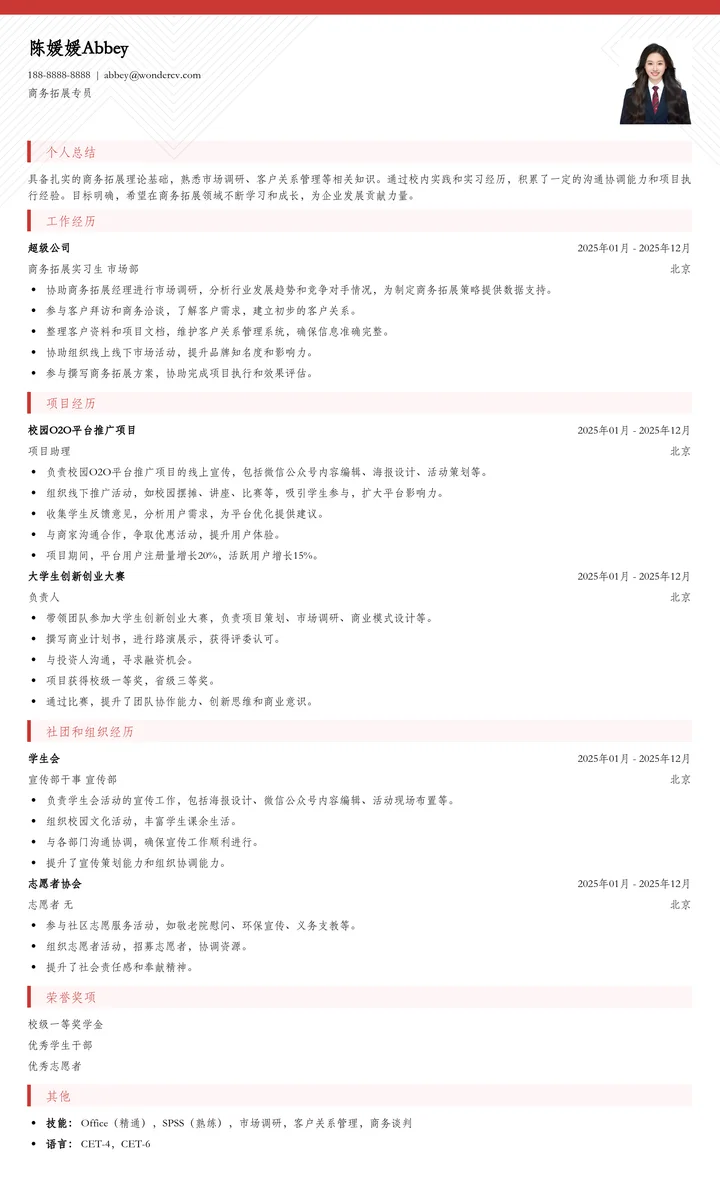 陈媛媛Abbey
188-8888-8888 | abbey@wondercv.com
商务拓展专员
个人总结
具备扎实的商务拓展理论基础，熟悉市场调研、客户关系管理等相关知识。通过校内实践和实习经历，积累了一定的沟通协调能力和项目执
行经验。目标明确，希望在商务拓展领域不断学习和成长，为企业发展贡献力量。
工作经历
超级公司 2025年01月 - 2025年12月
商务拓展实习生 市场部 北京
• 协助商务拓展经理进行市场调研，分析行业发展趋势和竞争对手情况，为制定商务拓展策略提供数据支持。
• 参与客户拜访和商务洽谈，了解客户需求，建立初步的客户关系。
• 整理客户资料和项目文档，维护客户关系管理系统，确保信息准确完整。
• 协助组织线上线下市场活动，提升品牌知名度和影响力。
• 参与撰写商务拓展方案，协助完成项目执行和效果评估。
项目经历
校园O2O平台推广项目 2025年01月 - 2025年12月
项目助理 北京
• 负责校园O2O平台推广项目的线上宣传，包括微信公众号内容编辑、海报设计、活动策划等。
• 组织线下推广活动，如校园摆摊、讲座、比赛等，吸引学生参与，扩大平台影响力。
• 收集学生反馈意见，分析用户需求，为平台优化提供建议。
• 与商家沟通合作，争取优惠活动，提升用户体验。
• 项目期间，平台用户注册量增长20%，活跃用户增长15%。
大学生创新创业大赛 2025年01月 - 2025年12月
负责人 北京
• 带领团队参加大学生创新创业大赛，负责项目策划、市场调研、商业模式设计等。
• 撰写商业计划书，进行路演展示，获得评委认可。
• 与投资人沟通，寻求融资机会。
• 项目获得校级一等奖，省级三等奖。
• 通过比赛，提升了团队协作能力、创新思维和商业意识。
社团和组织经历
学生会 2025年01月 - 2025年12月
宣传部干事 宣传部 北京
• 负责学生会活动的宣传工作，包括海报设计、微信公众号内容编辑、活动现场布置等。
• 组织校园文化活动，丰富学生课余生活。
• 与各部门沟通协调，确保宣传工作顺利进行。
• 提升了宣传策划能力和组织协调能力。
志愿者协会 2025年01月 - 2025年12月
志愿者 无 北京
• 参与社区志愿服务活动，如敬老院慰问、环保宣传、义务支教等。
• 组织志愿者活动，招募志愿者，协调资源。
• 提升了社会责任感和奉献精神。
荣誉奖项
校级一等奖学金
优秀学生干部
优秀志愿者
其他
• 技能： Office（精通）, SPSS（熟练）, 市场调研，客户关系管理，商务谈判
• 语言： CET-4，CET-6